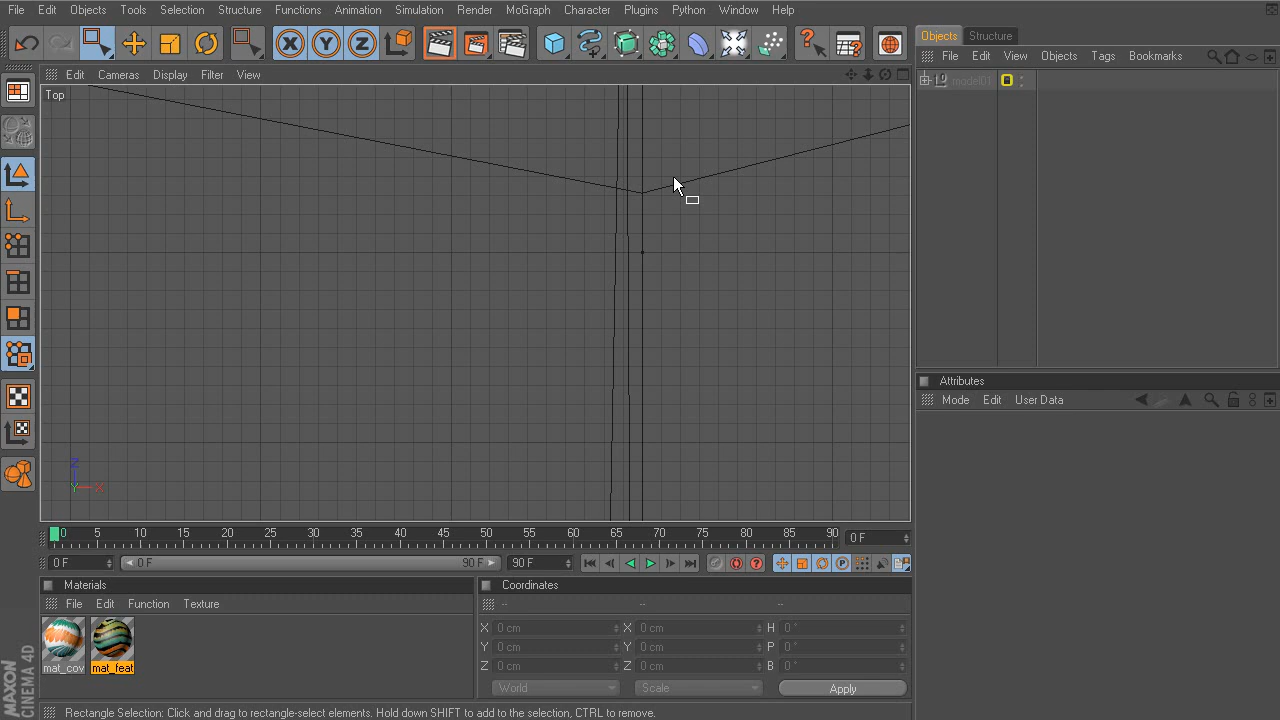 File Edit Objects Tools Selection Structure Functions Animation Simulation Render MoGraph Character Plugins Python Window Help
Objects Structure
File Edit View Objects Tags Bookmarks
model01
Edit Cameras Display Filter View
Top
Z
Y X
Attributes
Mode Edit User Data
0 5 10 15 20 25 30 35 40 45 50 55 60 65 70 75 80 85 90 0 F
0 F 0 F 90 F 90 F
Materials
File Edit Function Texture
mat_cov mat_feat
Coordinates
-- -- --
X 0 cm X 0 cm H 0 °
Y 0 cm Y 0 cm P 0 °
Z 0 cm Z 0 cm B 0 °
World Scale Apply
MAXON
CINEMA 4D
Rectangle Selection: Click and drag to rectangle-select elements. Hold down SHIFT to add to the selection, CTRL to remove.